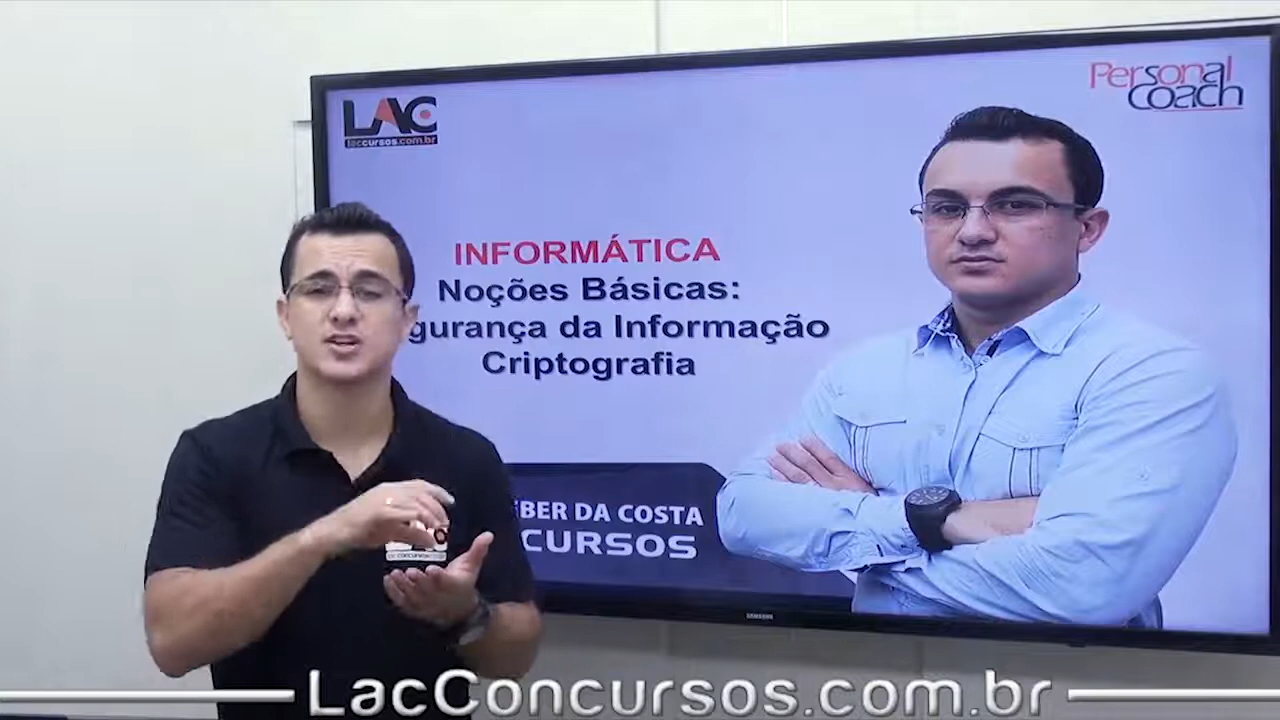 Personal
Coach
LAC
laccursos.com.br
INFORMÁTICA
Noções Básicas:
gurança da Informação
Criptografia
BER DA COSTA
CURSOS
SAMSUNG
LacConcursos.com.br